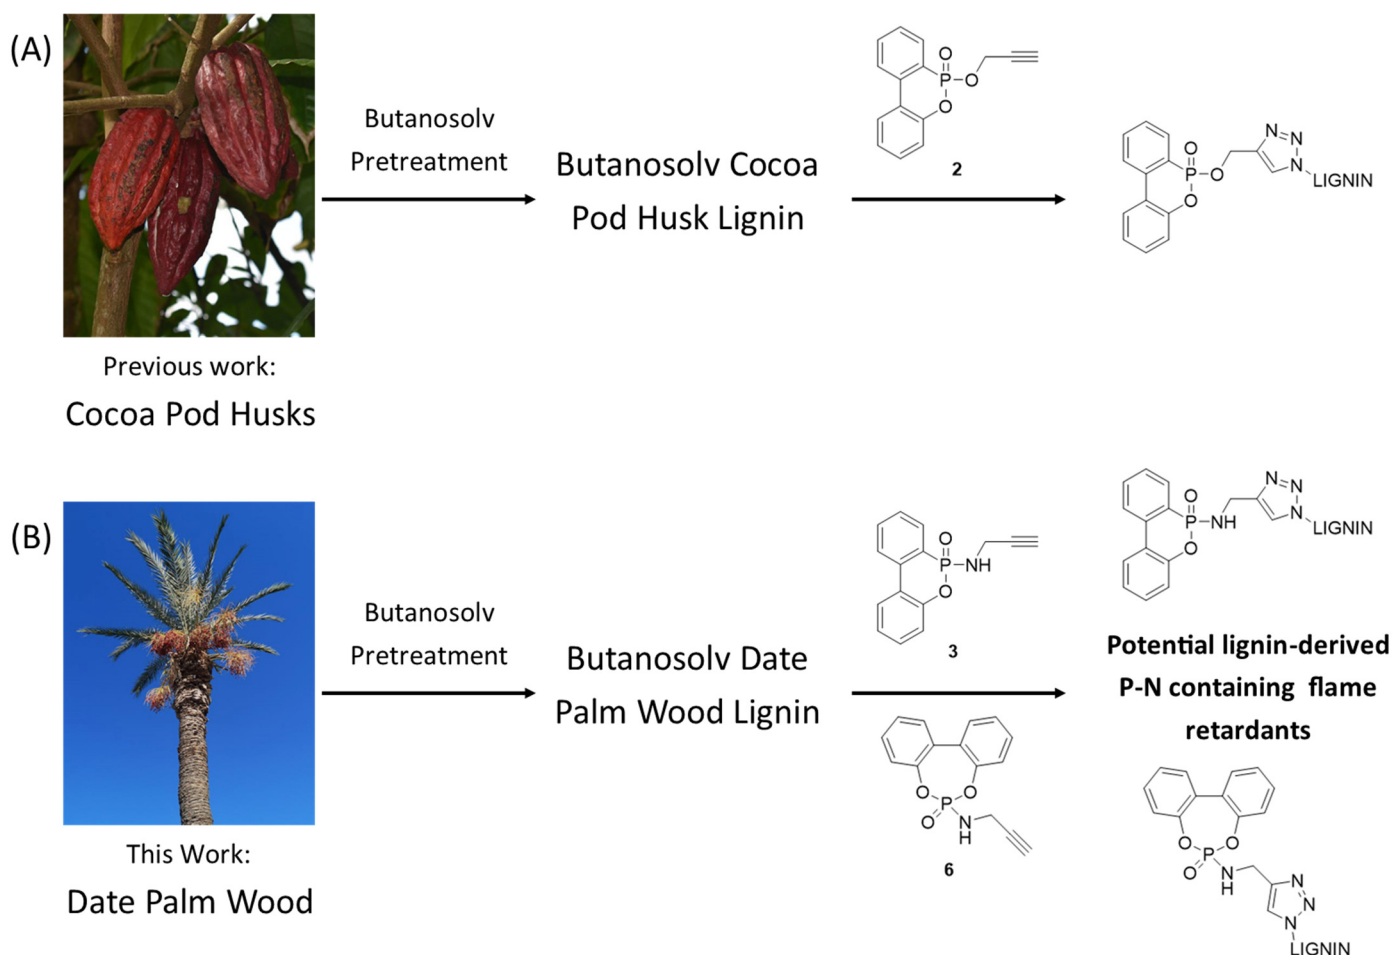 (A)
Butanosolv
Pretreatment
Butanosolv Cocoa
Pod Husk Lignin
O
P
O
O
2
O
P
O
O
N
N
N
LIGNIN
Previous work:
Cocoa Pod Husks
(B)
Butanosolv
Pretreatment
Butanosolv Date
Palm Wood Lignin
O
P
NH
O
3
O
O
P
O
N
H
6
O
P
NH
O
N
N
N
LIGNIN
Potential lignin-derived
P-N containing flame
retardants
O
O
P
O
N
H
N
N
N
LIGNIN
This Work:
Date Palm Wood